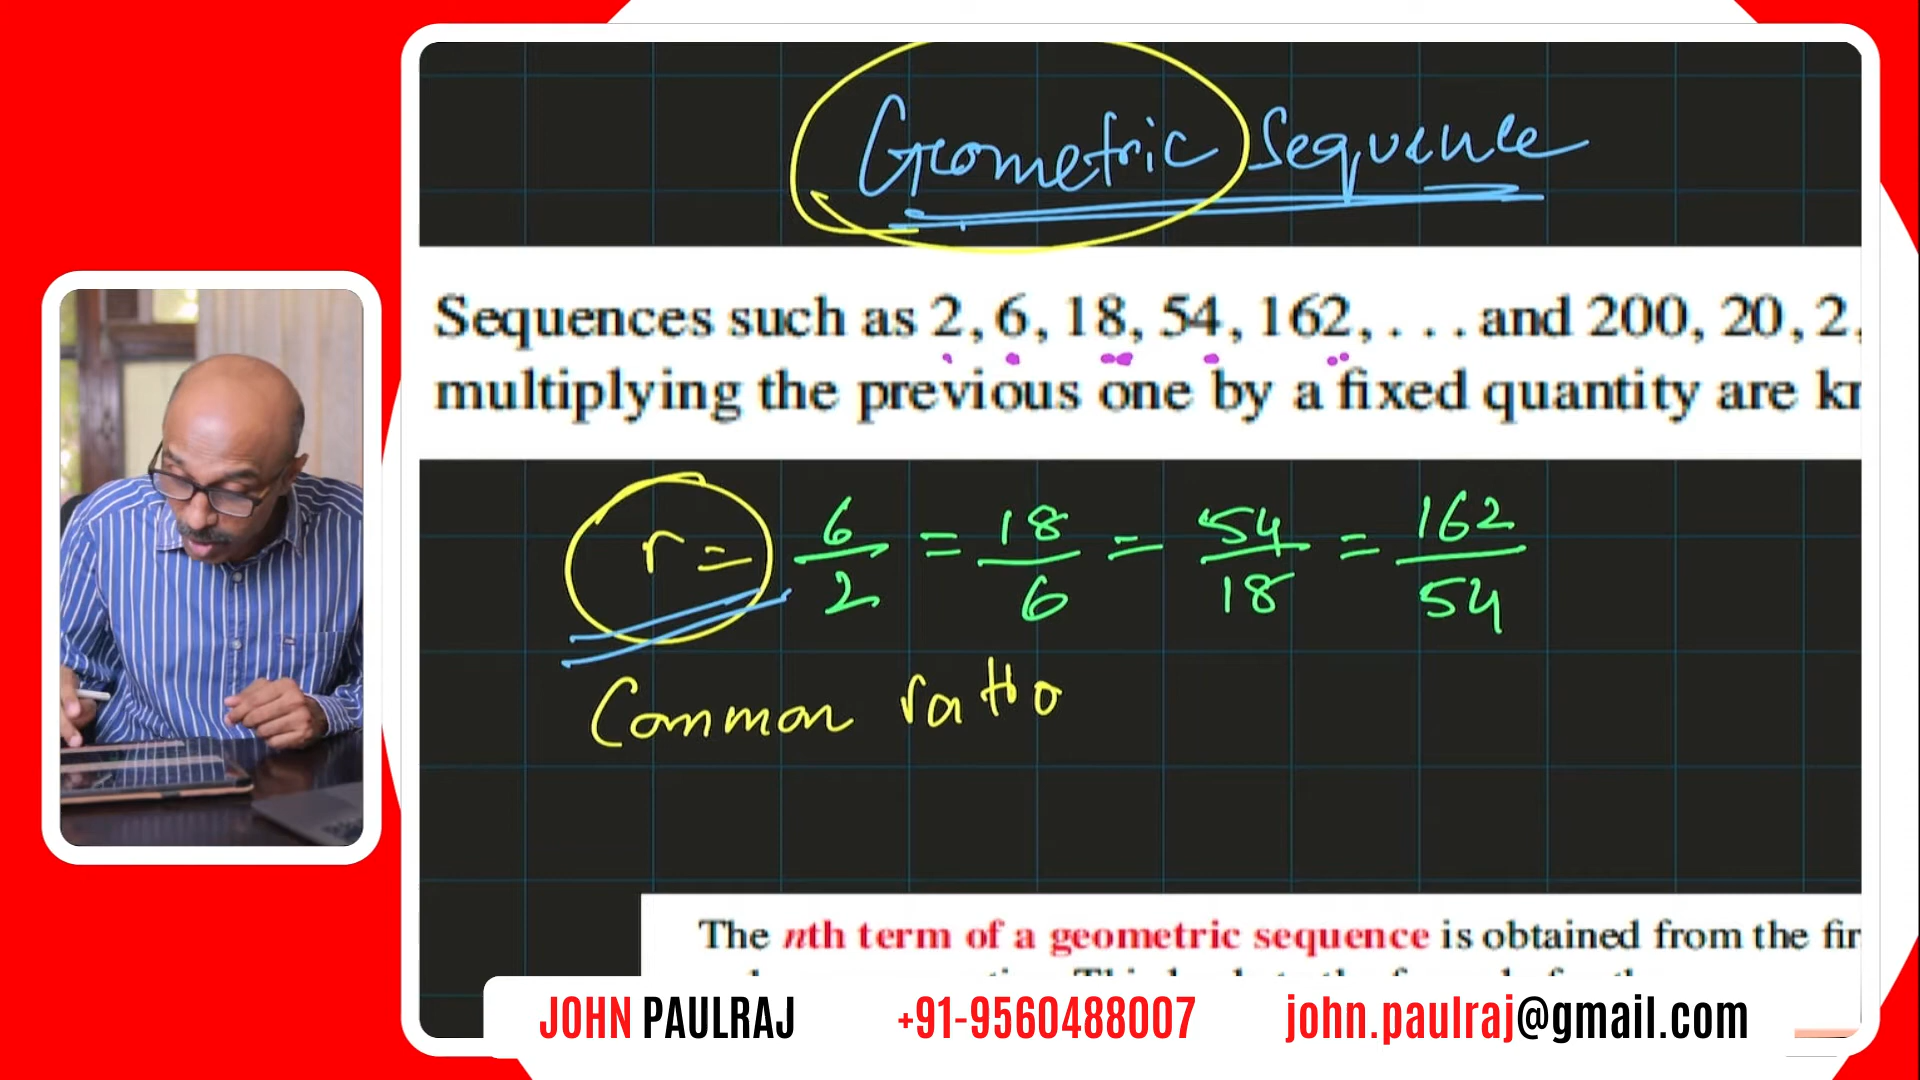 Geometric Sequence
Sequences such as 2, 6, 18, 54, 162, . . . and 200, 20, 2,
multiplying the previous one by a fixed quantity are kr
r = 6/2 = 18/6 = 54/18 = 162/54
Common ratio
The nth term of a geometric sequence is obtained from the fir
JOHN PAULRAJ +91-9560488007 john.paulraj@gmail.com